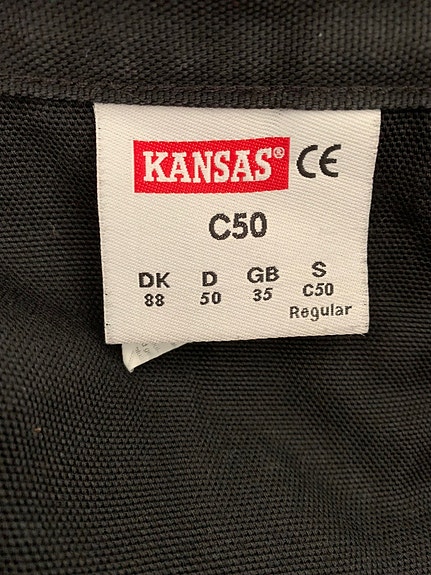 KANSAS® CE
C50
DK D GB S
88 50 35 C50
Regular